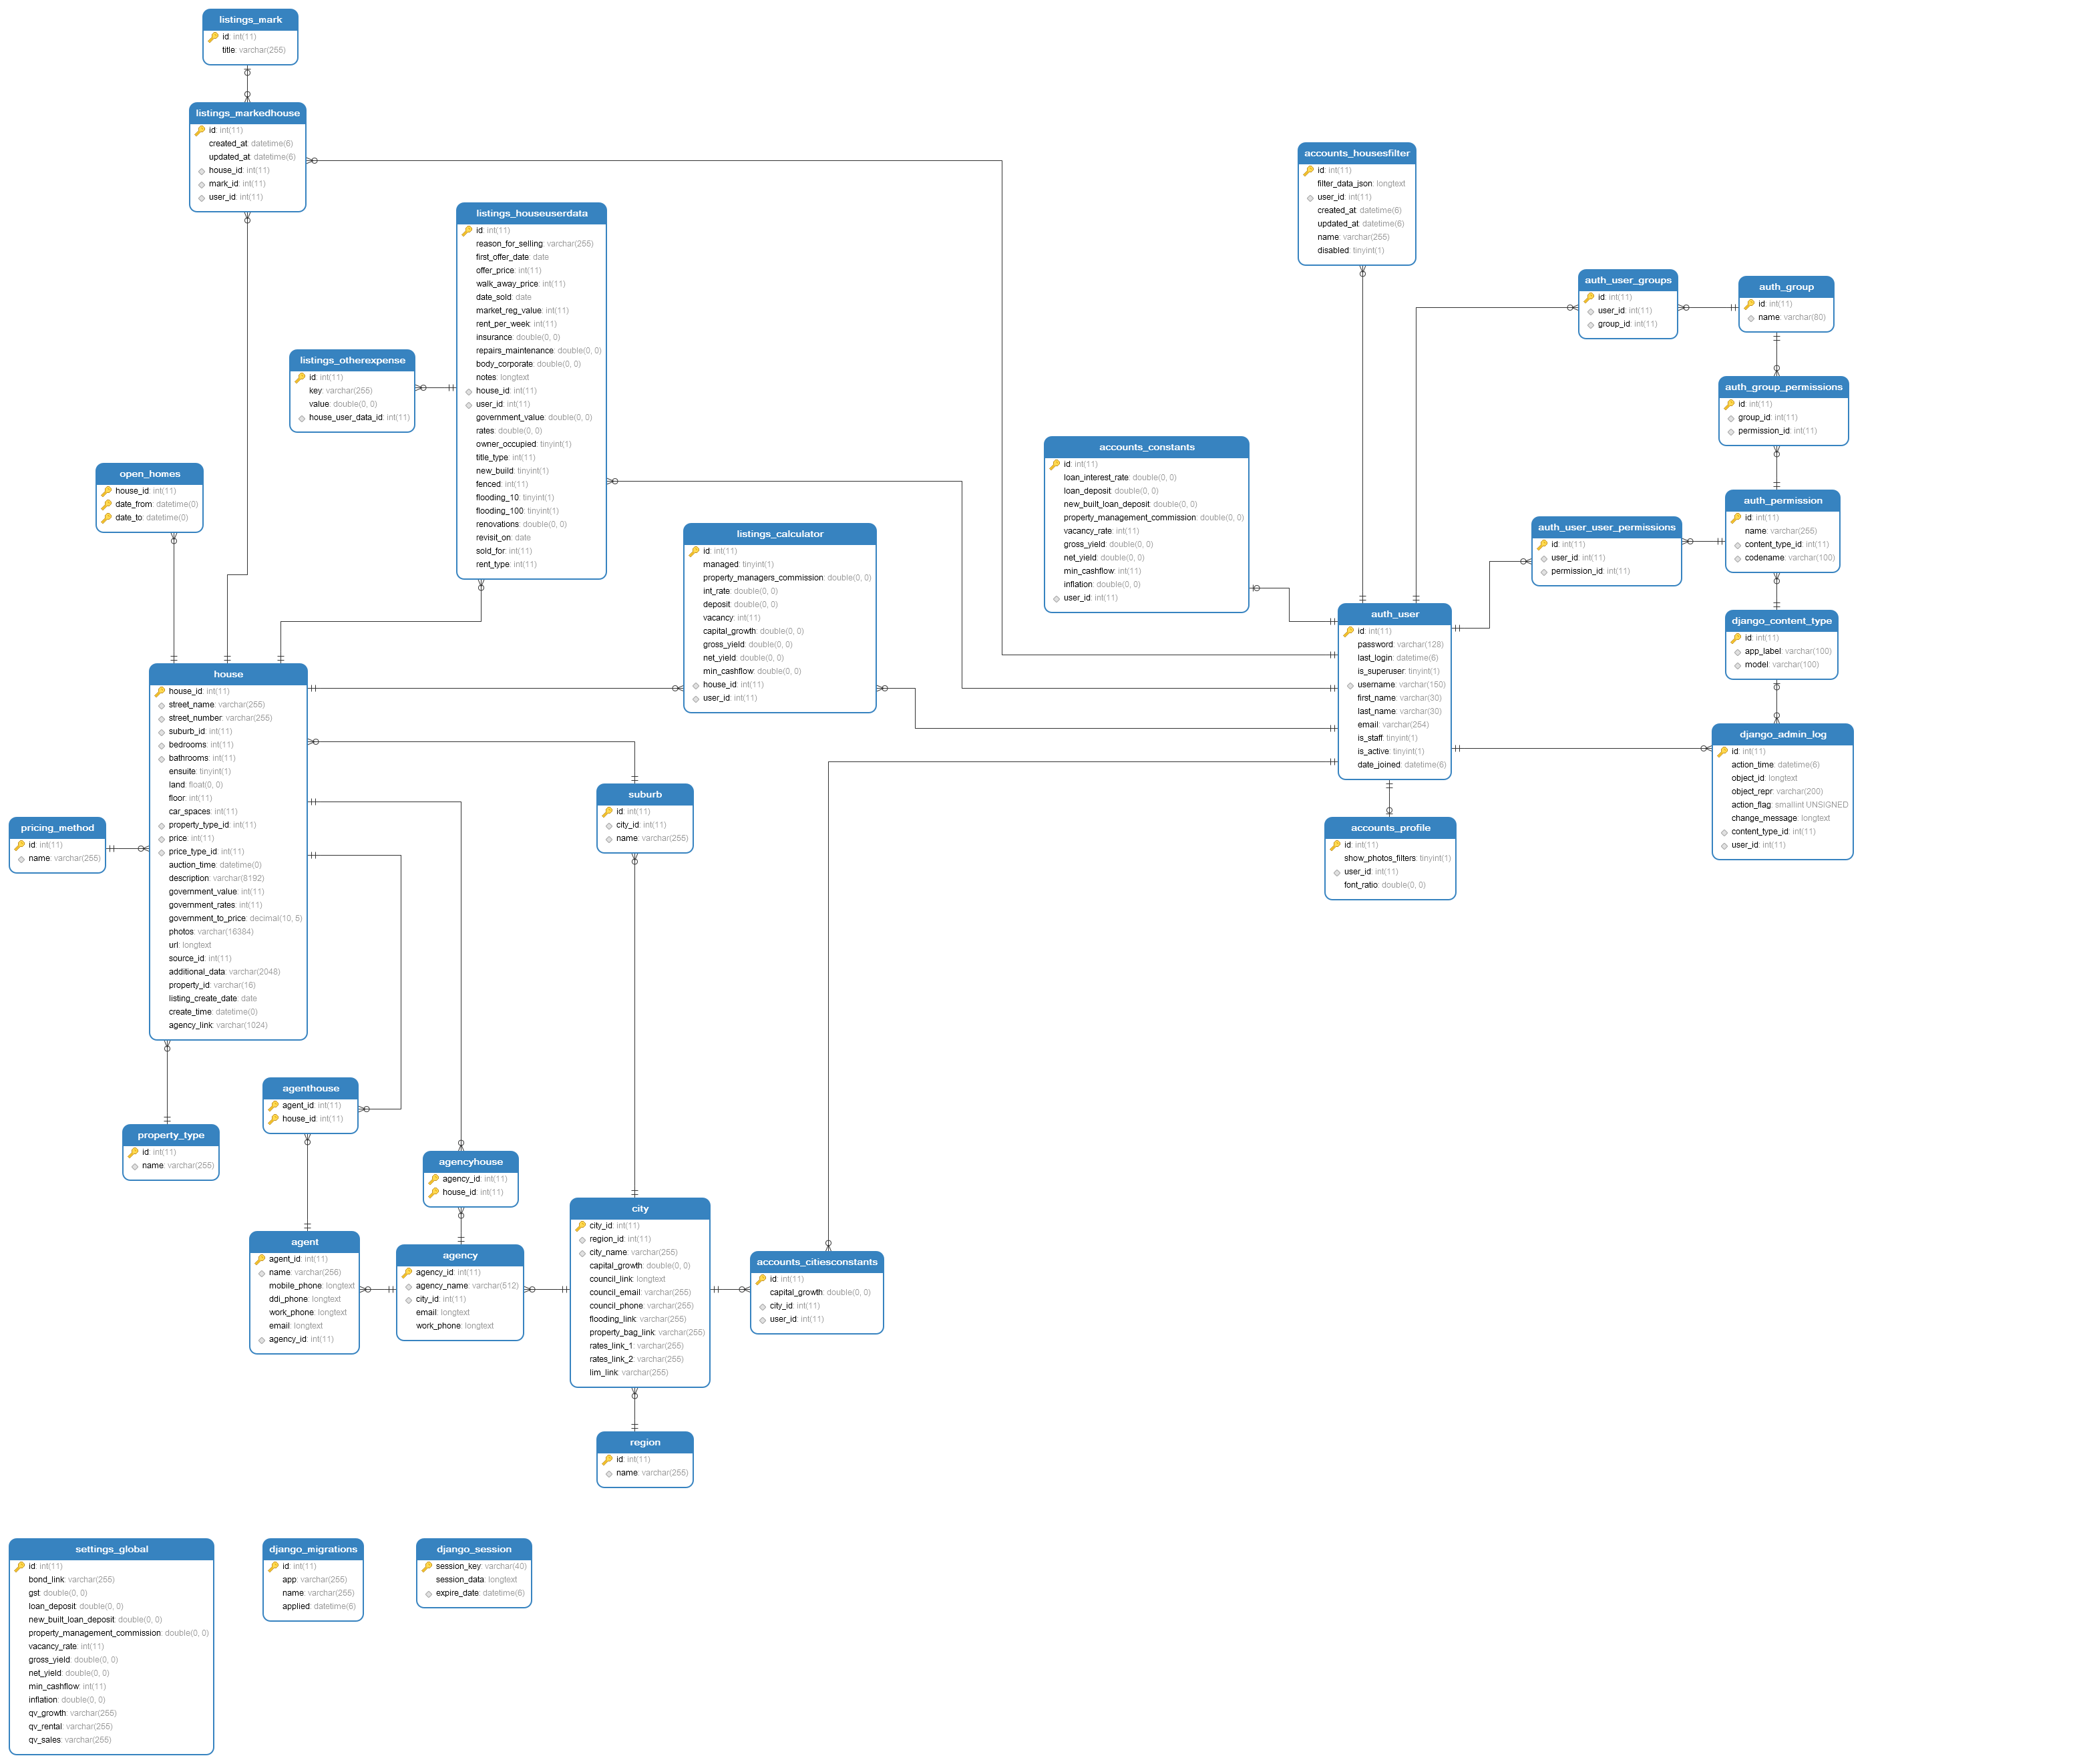 listings_mark
id: int(11)
title: varchar(255)
listings_markedhouse
id: int(11)
created_at: datetime(6)
updated_at: datetime(6)
house_id: int(11)
mark_id: int(11)
user_id: int(11)
accounts_housesfilter
id: int(11)
filter_data_json: longtext
user_id: int(11)
created_at: datetime(6)
updated_at: datetime(6)
name: varchar(255)
disabled: tinyint(1)
listings_houseuserdata
id: int(11)
reason_for_selling: varchar(255)
first_offer_date: date
offer_price: int(11)
walk_away_price: int(11)
date_sold: date
market_reg_value: int(11)
rent_per_week: int(11)
insurance: double(0, 0)
repairs_maintenance: double(0, 0)
body_corporate: double(0, 0)
notes: longtext
house_id: int(11)
user_id: int(11)
government_value: double(0, 0)
rates: double(0, 0)
owner_occupied: tinyint(1)
title_type: int(11)
new_build: tinyint(1)
fenced: int(11)
flooding_10: tinyint(1)
flooding_100: tinyint(1)
renovations: double(0, 0)
revisit_on: date
sold_for: int(11)
rent_type: int(11)
auth_user_groups
id: int(11)
user_id: int(11)
group_id: int(11)
auth_group
id: int(11)
name: varchar(80)
listings_otherexpense
id: int(11)
key: varchar(255)
value: double(0, 0)
house_user_data_id: int(11)
auth_group_permissions
id: int(11)
group_id: int(11)
permission_id: int(11)
accounts_constants
id: int(11)
loan_interest_rate: double(0, 0)
loan_deposit: double(0, 0)
new_built_loan_deposit: double(0, 0)
property_management_commission: double(0, 0)
vacancy_rate: int(11)
gross_yield: double(0, 0)
net_yield: double(0, 0)
min_cashflow: int(11)
inflation: double(0, 0)
user_id: int(11)
open_homes
house_id: int(11)
date_from: datetime(0)
date_to: datetime(0)
auth_permission
id: int(11)
name: varchar(255)
content_type_id: int(11)
codename: varchar(100)
auth_user_user_permissions
id: int(11)
user_id: int(11)
permission_id: int(11)
listings_calculator
id: int(11)
managed: tinyint(1)
property_managers_commission: double(0, 0)
int_rate: double(0, 0)
deposit: double(0, 0)
vacancy: int(11)
capital_growth: double(0, 0)
gross_yield: double(0, 0)
net_yield: double(0, 0)
min_cashflow: double(0, 0)
house_id: int(11)
user_id: int(11)
auth_user
id: int(11)
password: varchar(128)
last_login: datetime(6)
is_superuser: tinyint(1)
username: varchar(150)
first_name: varchar(30)
last_name: varchar(30)
email: varchar(254)
is_staff: tinyint(1)
is_active: tinyint(1)
date_joined: datetime(6)
django_content_type
id: int(11)
app_label: varchar(100)
model: varchar(100)
house
house_id: int(11)
street_name: varchar(255)
street_number: varchar(255)
suburb_id: int(11)
bedrooms: int(11)
bathrooms: int(11)
ensuite: tinyint(1)
land: float(0, 0)
floor: int(11)
car_spaces: int(11)
property_type_id: int(11)
price: int(11)
price_type_id: int(11)
auction_time: datetime(0)
description: varchar(8192)
government_value: int(11)
government_rates: int(11)
government_to_price: decimal(10, 5)
photos: varchar(16384)
url: longtext
source_id: int(11)
additional_data: varchar(2048)
property_id: varchar(16)
listing_create_date: date
create_time: datetime(0)
agency_link: varchar(1024)
django_admin_log
id: int(11)
action_time: datetime(6)
object_id: longtext
object_repr: varchar(200)
action_flag: smallint UNSIGNED
change_message: longtext
content_type_id: int(11)
user_id: int(11)
suburb
id: int(11)
city_id: int(11)
name: varchar(255)
pricing_method
id: int(11)
name: varchar(255)
accounts_profile
id: int(11)
show_photos_filters: tinyint(1)
user_id: int(11)
font_ratio: double(0, 0)
agenthouse
agent_id: int(11)
house_id: int(11)
property_type
id: int(11)
name: varchar(255)
agencyhouse
agency_id: int(11)
house_id: int(11)
city
city_id: int(11)
region_id: int(11)
city_name: varchar(255)
capital_growth: double(0, 0)
council_link: longtext
council_email: varchar(255)
council_phone: varchar(255)
flooding_link: varchar(255)
property_bag_link: varchar(255)
rates_link_1: varchar(255)
rates_link_2: varchar(255)
lim_link: varchar(255)
agent
agent_id: int(11)
name: varchar(256)
mobile_phone: longtext
ddi_phone: longtext
work_phone: longtext
email: longtext
agency_id: int(11)
agency
agency_id: int(11)
agency_name: varchar(512)
city_id: int(11)
email: longtext
work_phone: longtext
accounts_citiesconstants
id: int(11)
capital_growth: double(0, 0)
city_id: int(11)
user_id: int(11)
region
id: int(11)
name: varchar(255)
settings_global
id: int(11)
bond_link: varchar(255)
gst: double(0, 0)
loan_deposit: double(0, 0)
new_built_loan_deposit: double(0, 0)
property_management_commission: double(0, 0)
vacancy_rate: int(11)
gross_yield: double(0, 0)
net_yield: double(0, 0)
min_cashflow: int(11)
inflation: double(0, 0)
qv_growth: varchar(255)
qv_rental: varchar(255)
qv_sales: varchar(255)
django_migrations
id: int(11)
app: varchar(255)
name: varchar(255)
applied: datetime(6)
django_session
session_key: varchar(40)
session_data: longtext
expire_date: datetime(6)